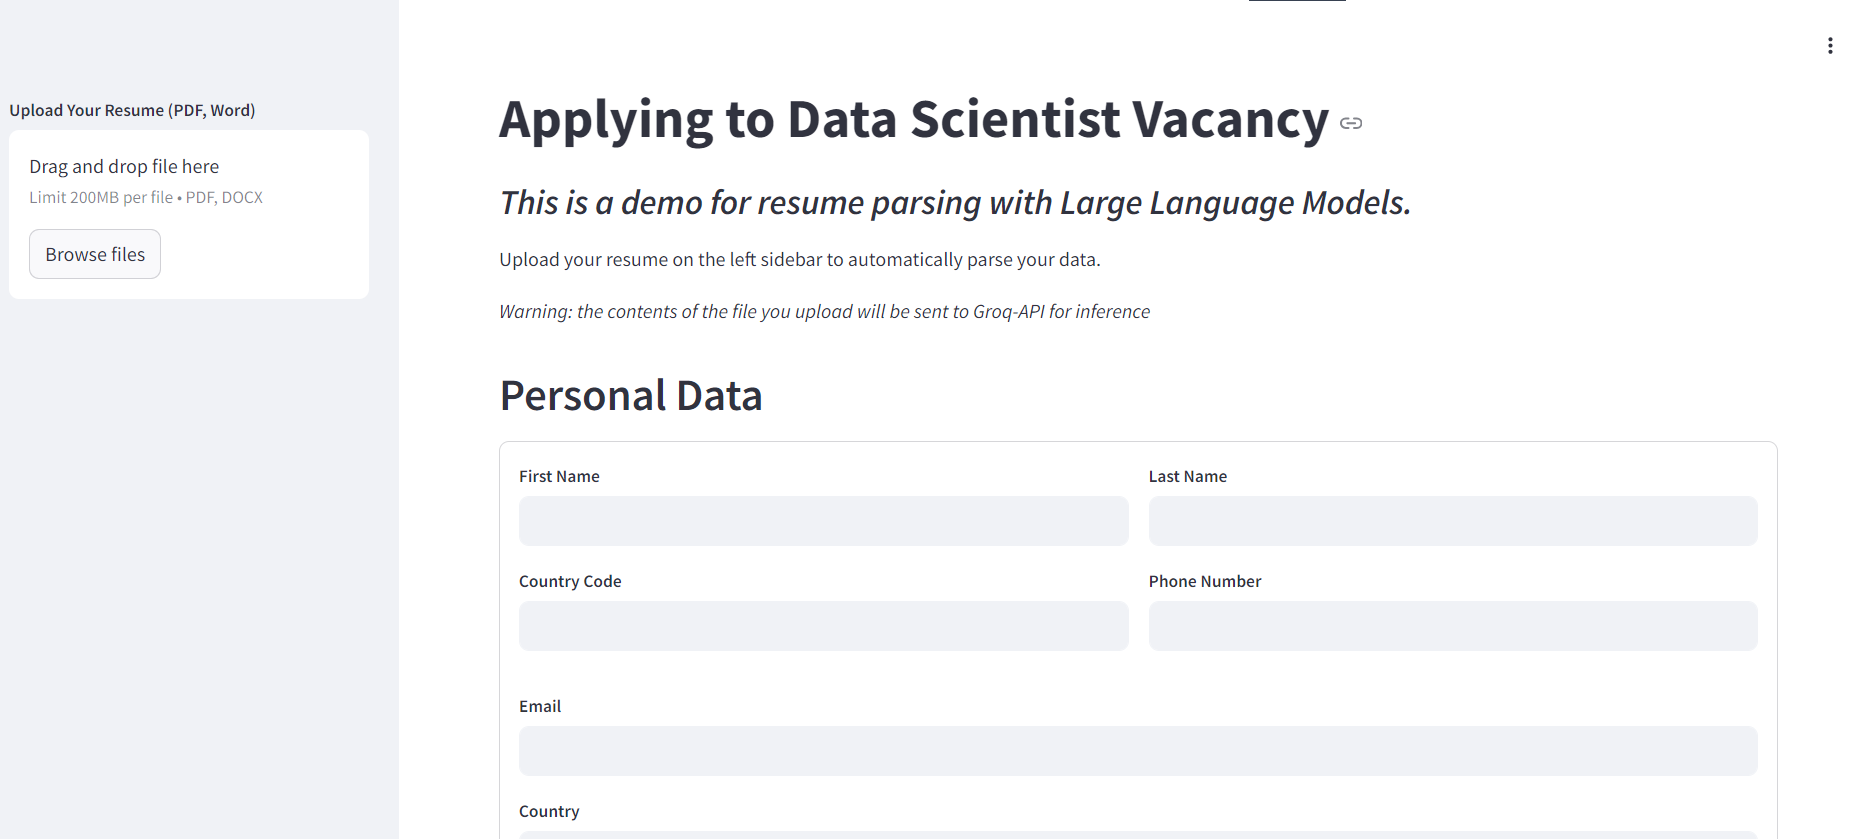 Upload Your Resume (PDF, Word)
Drag and drop file here
Limit 200MB per file • PDF, DOCX
Browse files
Applying to Data Scientist Vacancy
This is a demo for resume parsing with Large Language Models.
Upload your resume on the left sidebar to automatically parse your data.
Warning: the contents of the file you upload will be sent to Groq-API for inference
Personal Data
First Name
Last Name
Country Code
Phone Number
Email
Country